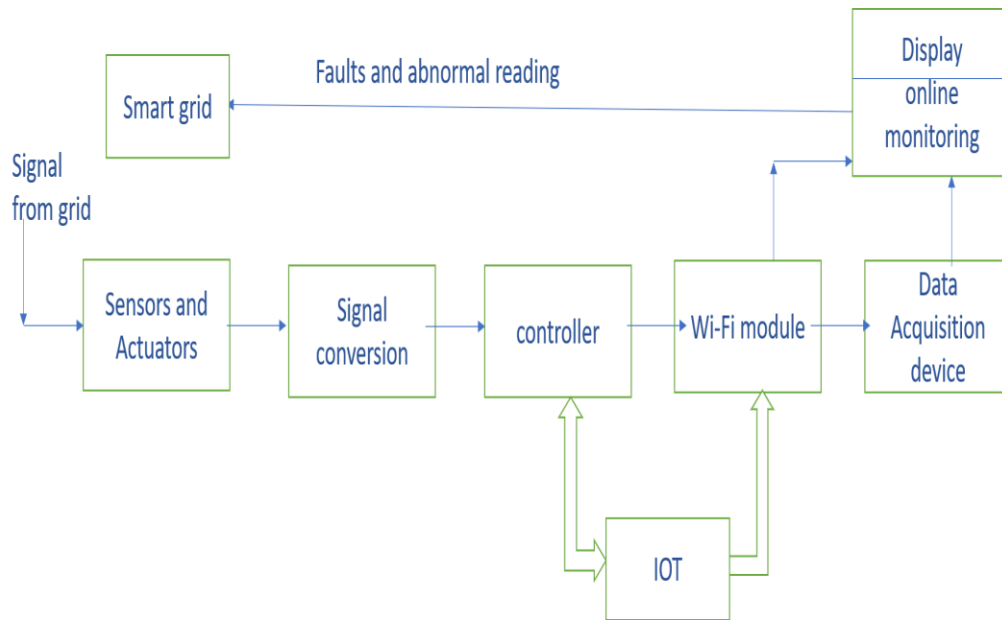 Display
online
monitoring
Faults and abnormal reading
Smart grid
Signal
from grid
Sensors and
Actuators
Signal
conversion
controller
Wi-Fi module
Data
Acquisition
device
IOT